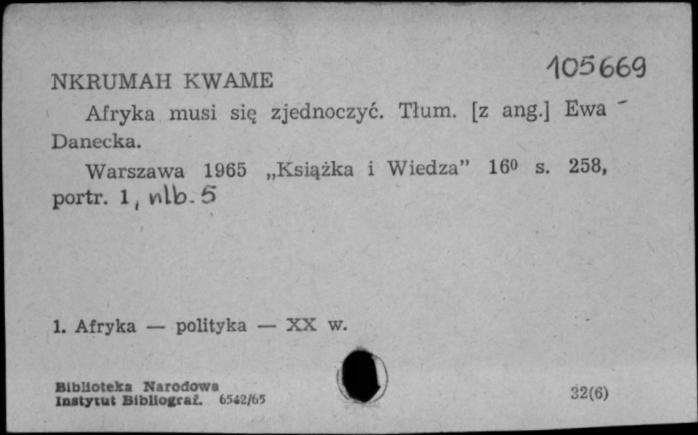 105669
NKRUMAH KWAME
Afryka musi się zjednoczyć. Tłum. [z ang.] Ewa
Danecka.
Warszawa 1965 „Książka i Wiedza” 16⁰ s. 258,
portr. 1, nlb. 5
1. Afryka — polityka — XX w.
Biblioteka Narodowa
Instytut Bibliograf. 6542/65
32(6)